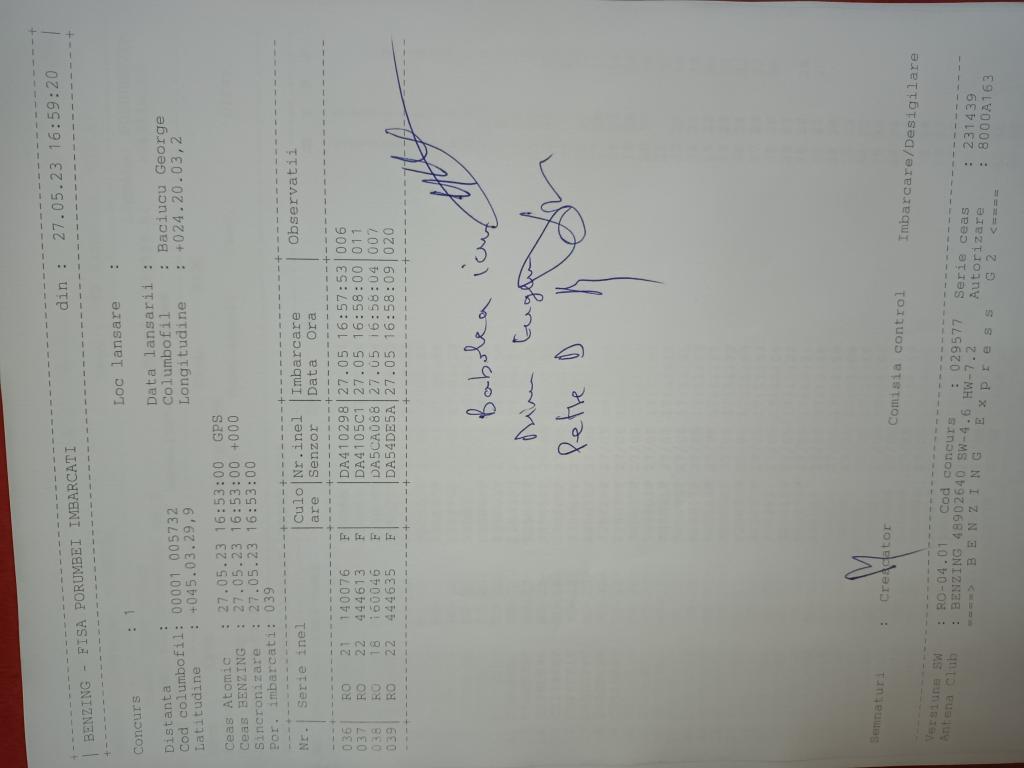 +----------------------------------------------------------------------+
| BENZING - FISA PORUMBEI IMBARCATI din : 27.05.23 16:59:20 |
+----------------------------------------------------------------------+
Concurs : 1 Loc lansare :
Distanta : Data lansarii :
Cod columbofil: 00001 005732 Columbofil : Baciucu George
Latitudine : +045.03.29,9 Longitudine : +024.20.03,2
Ceas Atomic : 27.05.23 16:53:00 GPS
Ceas BENZING : 27.05.23 16:53:00 +000
Sincronizare : 27.05.23 16:53:00
Por. imbarcati: 039
Nr.| Serie inel |Culo|Nr.inel |Imbarcare |Observatii
|are |Senzor |Data Ora |
036| RO 21 140076 F| |DA410298|27.05 16:57:53|006
037| RO 22 444613 F| |DA4105C1|27.05 16:58:00|011
038| RO 18 160046 F| |DA5CA088|27.05 16:58:04|007
039| RO 22 444635 F| |DA54DE5A|27.05 16:58:09|020
Petre D
Semnaturi : Crescator Comisia control Imbarcare/Desigilare
Versiune SW : RO-04.01 Cod concurs : 029577 Serie ceas : 231439
Antena Club : BENZING 48902640 SW-4.6 HW-7.2 Autorizare : 8000A163
====> B E N Z I N G E x p r e s s G 2 <====